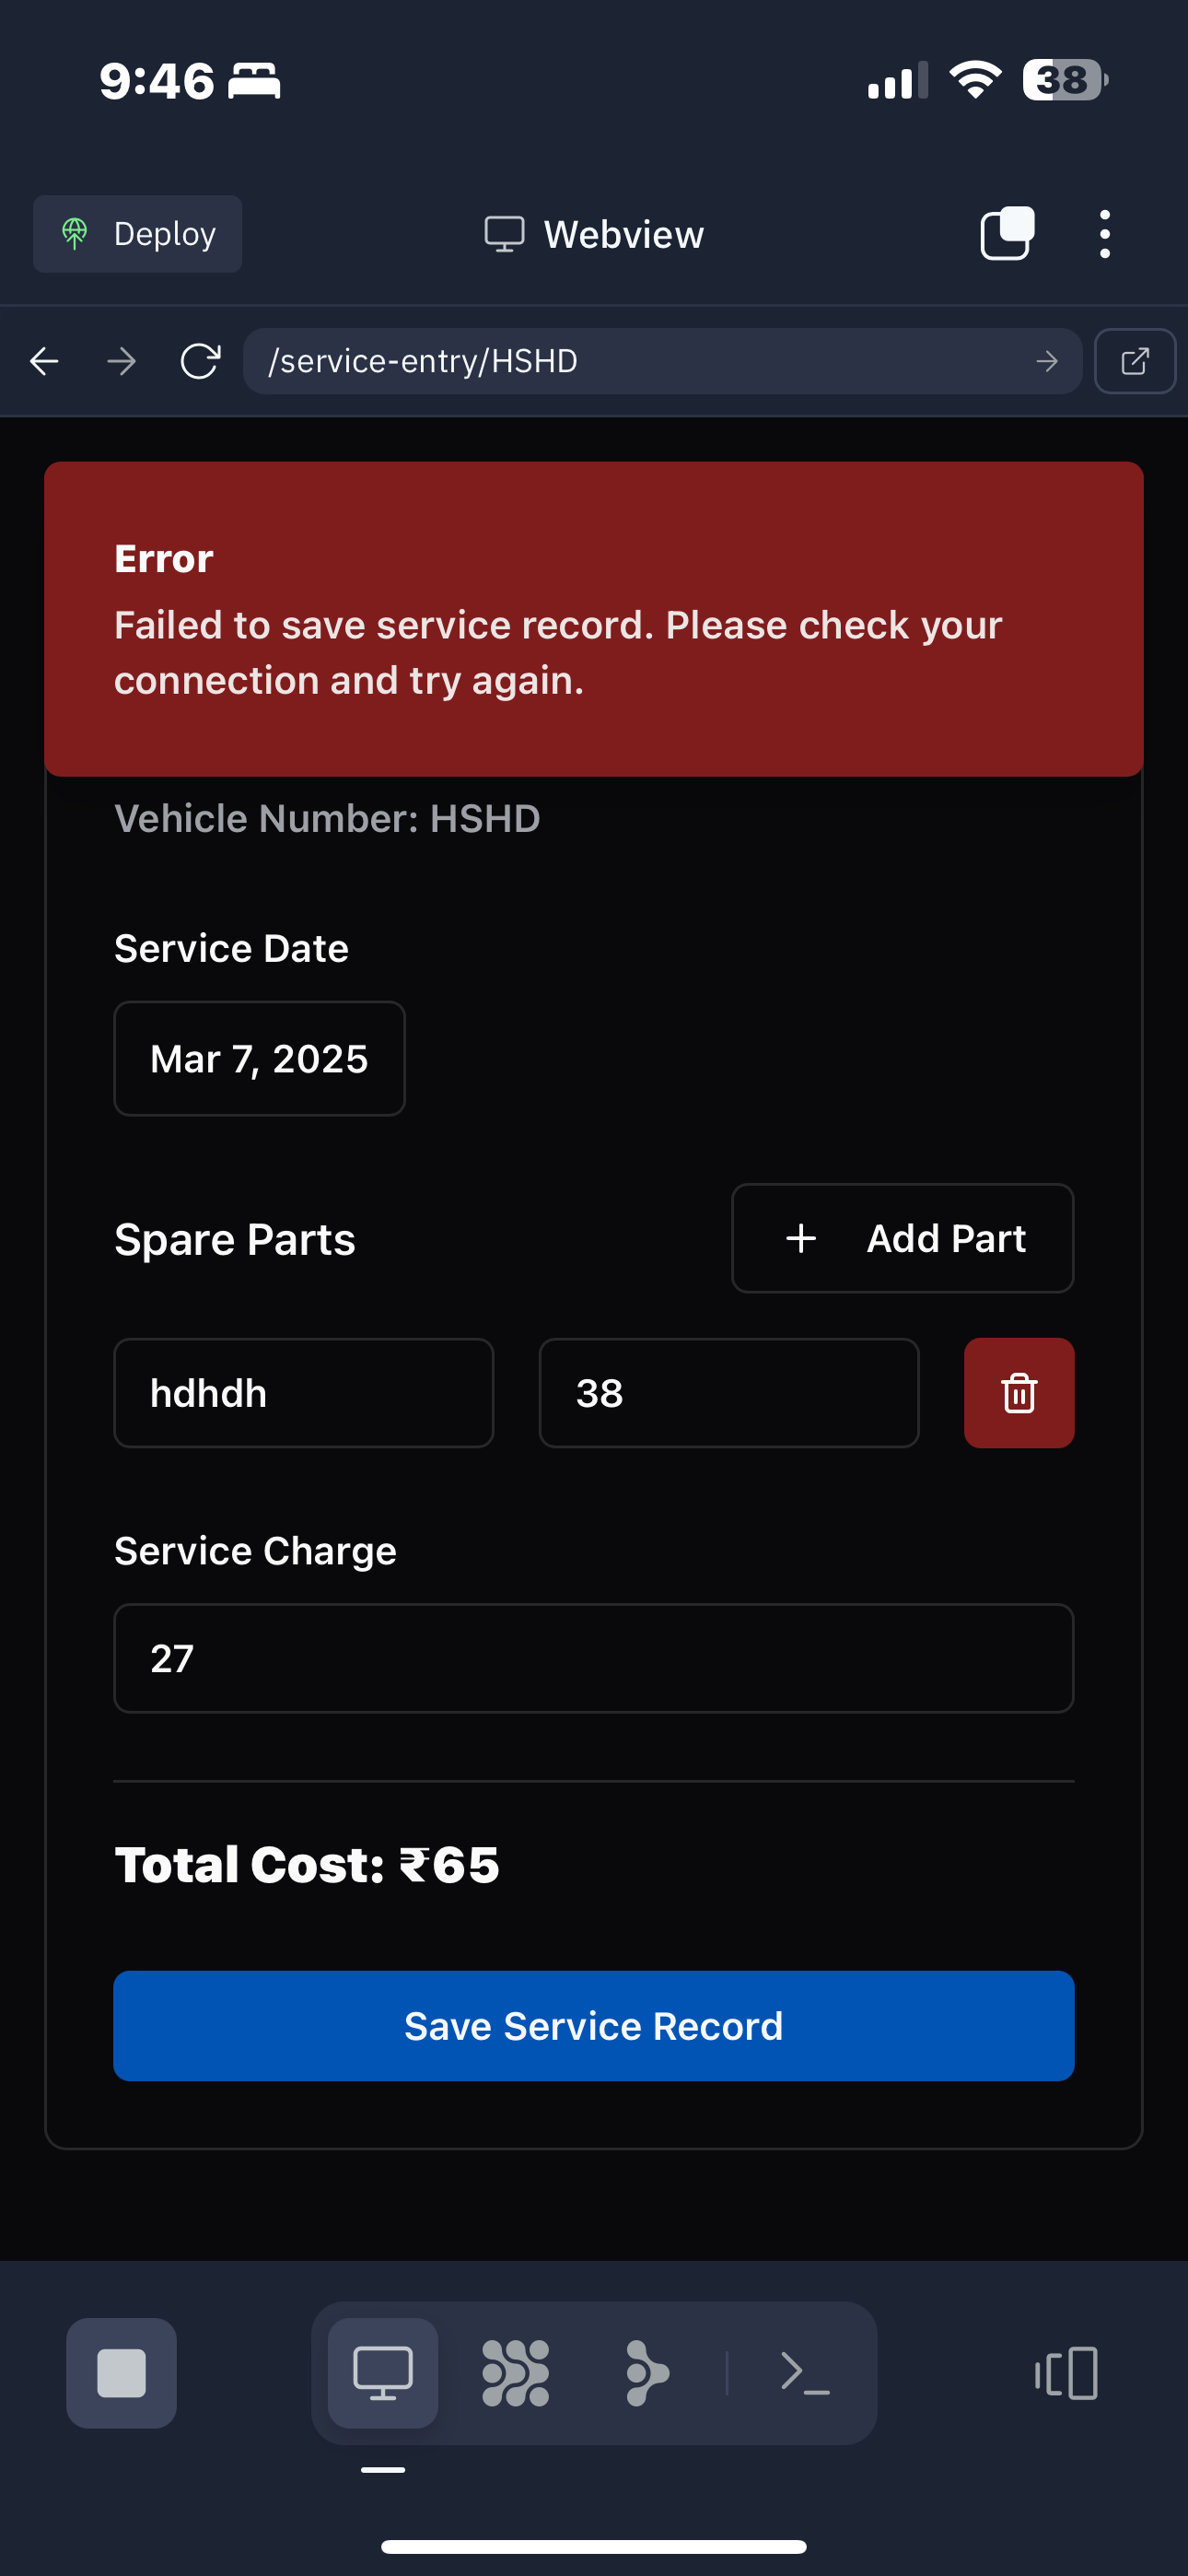 9:46
38
Deploy
Webview
/service-entry/HSHD
Error
Failed to save service record. Please check your
connection and try again.
Vehicle Number: HSHD
Service Date
Mar 7, 2025
Spare Parts
+ Add Part
hdhdh
38
Service Charge
27
Total Cost: ₹65
Save Service Record